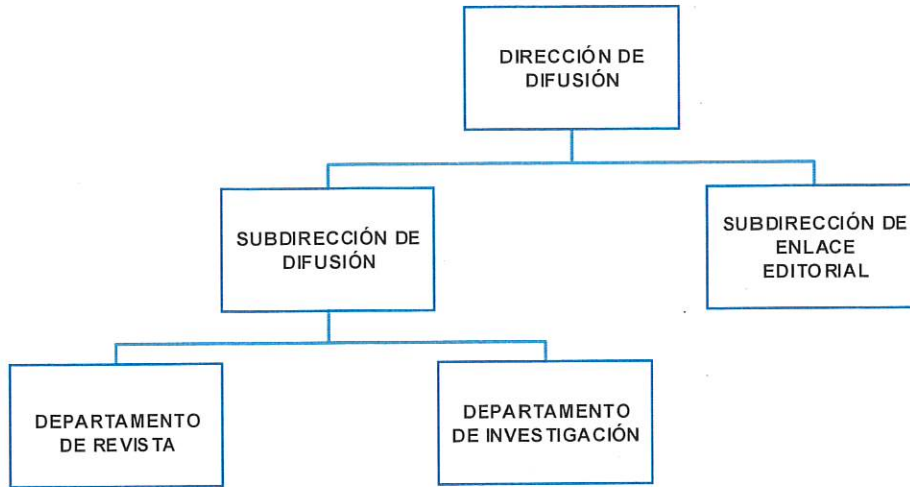 DIRECCIÓN DE
DIFUSIÓN
SUBDIRECCIÓN DE
DIFUSIÓN
SUBDIRECCIÓN DE
ENLACE
EDITORIAL
DEPARTAMENTO
DE REVISTA
DEPARTAMENTO
DE INVESTIGACIÓN